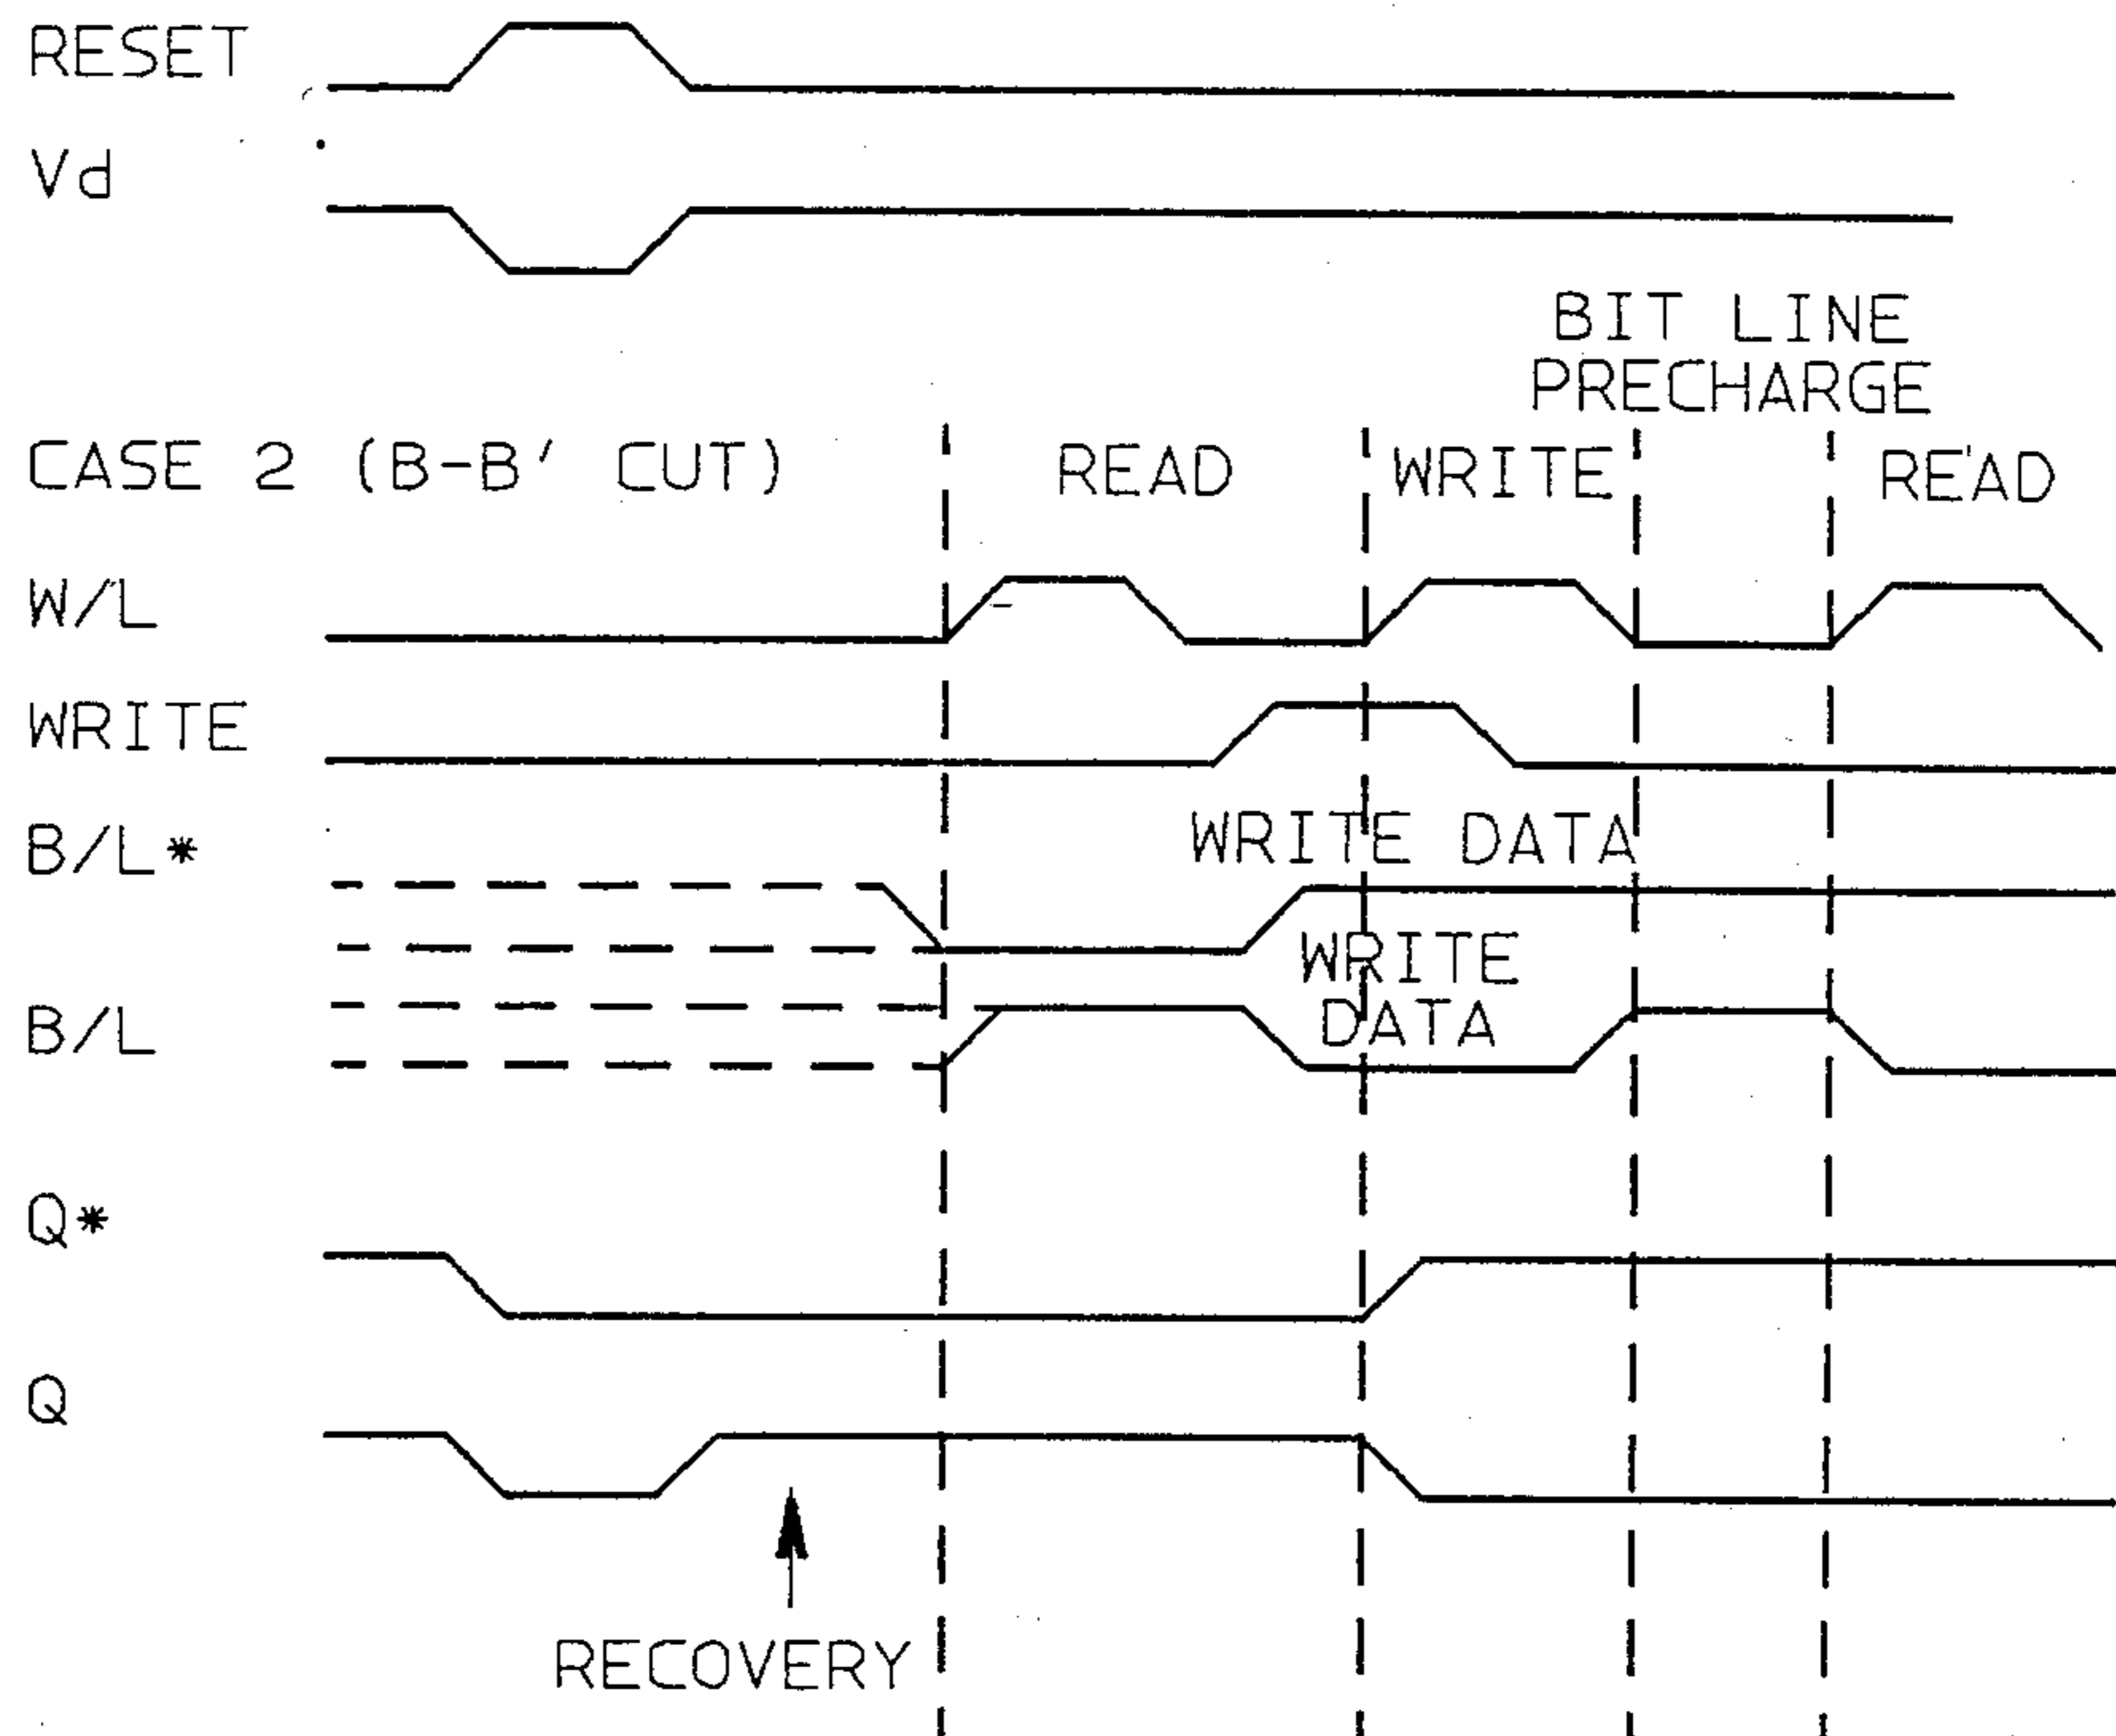 RESET
Vd
BIT LINE
PRECHARGE
CASE 2 (B-B' CUT)
READ
WRITE
READ
W/L
WRITE
B/L*
WRITE DATA
WRITE
DATA
B/L
Q*
Q
RECOVERY